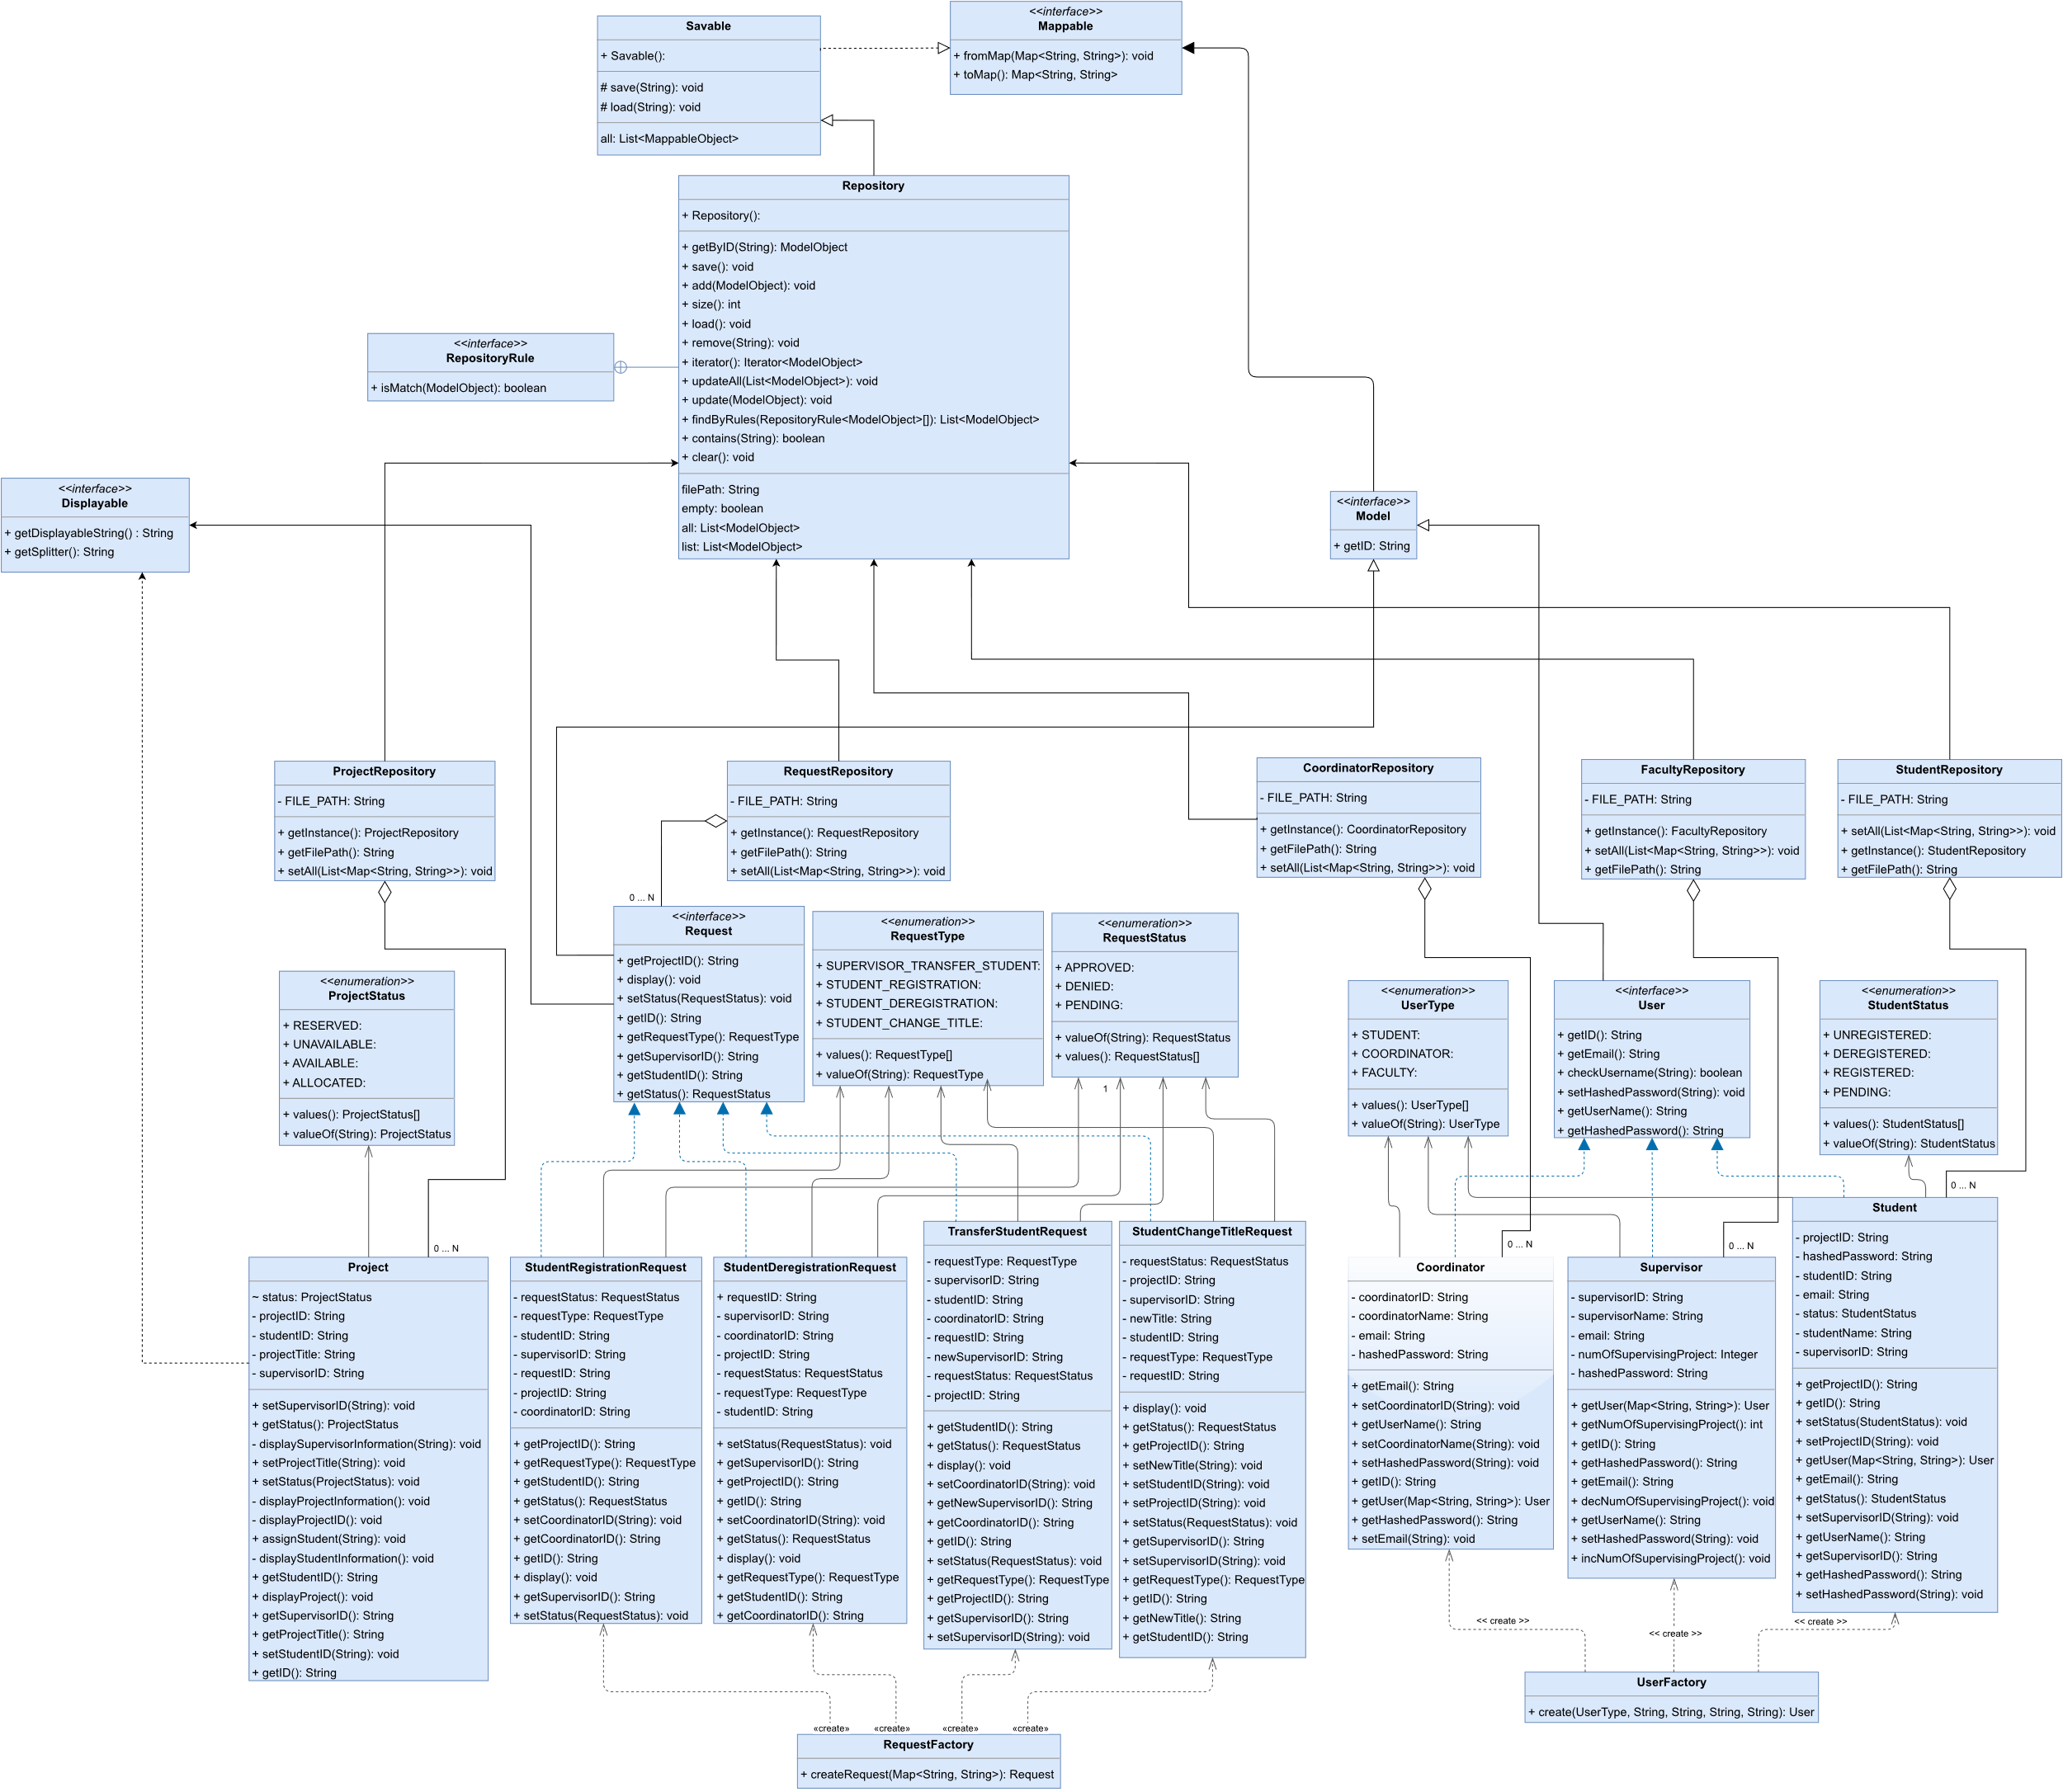 Savable
+ Savable():
# save(String): void
# load(String): void
all: List<MappableObject>
<<interface>>
Mappable
+ fromMap(Map<String, String>): void
+ toMap(): Map<String, String>
Repository
+ Repository():
+ getByID(String): ModelObject
+ save(): void
+ add(ModelObject): void
+ size(): int
+ load(): void
+ remove(String): void
+ iterator(): Iterator<ModelObject>
+ updateAll(List<ModelObject>): void
+ update(ModelObject): void
+ findByRules(RepositoryRule<ModelObject>[]): List<ModelObject>
+ contains(String): boolean
+ clear(): void
filePath: String
empty: boolean
all: List<ModelObject>
list: List<ModelObject>
<<interface>>
RepositoryRule
+ isMatch(ModelObject): boolean
<<interface>>
Displayable
+ getDisplayableString() : String
+ getSplitter(): String
<<interface>>
Model
+ getID: String
ProjectRepository
- FILE_PATH: String
+ getInstance(): ProjectRepository
+ getFilePath(): String
+ setAll(List<Map<String, String>>): void
RequestRepository
- FILE_PATH: String
+ getInstance(): RequestRepository
+ getFilePath(): String
+ setAll(List<Map<String, String>>): void
CoordinatorRepository
- FILE_PATH: String
+ getInstance(): CoordinatorRepository
+ getFilePath(): String
+ setAll(List<Map<String, String>>): void
FacultyRepository
- FILE_PATH: String
+ getInstance(): FacultyRepository
+ setAll(List<Map<String, String>>): void
+ getFilePath(): String
StudentRepository
- FILE_PATH: String
+ setAll(List<Map<String, String>>): void
+ getInstance(): StudentRepository
+ getFilePath(): String
0 ... N
<<interface>>
Request
+ getProjectID(): String
+ display(): void
+ setStatus(RequestStatus): void
+ getID(): String
+ getRequestType(): RequestType
+ getSupervisorID(): String
+ getStudentID(): String
+ getStatus(): RequestStatus
<<enumeration>>
RequestType
+ SUPERVISOR_TRANSFER_STUDENT:
+ STUDENT_REGISTRATION:
+ STUDENT_DEREGISTRATION:
+ STUDENT_CHANGE_TITLE:
+ values(): RequestType[]
+ valueOf(String): RequestType
<<enumeration>>
RequestStatus
+ APPROVED:
+ DENIED:
+ PENDING:
+ valueOf(String): RequestStatus
+ values(): RequestStatus[]
1
<<enumeration>>
ProjectStatus
+ RESERVED:
+ UNAVAILABLE:
+ AVAILABLE:
+ ALLOCATED:
+ values(): ProjectStatus[]
+ valueOf(String): ProjectStatus
<<enumeration>>
UserType
+ STUDENT:
+ COORDINATOR:
+ FACULTY:
+ values(): UserType[]
+ valueOf(String): UserType
<<interface>>
User
+ getID(): String
+ getEmail(): String
+ checkUsername(String): boolean
+ setHashedPassword(String): void
+ getUserName(): String
+ getHashedPassword(): String
<<enumeration>>
StudentStatus
+ UNREGISTERED:
+ DEREGISTERED:
+ REGISTERED:
+ PENDING:
+ values(): StudentStatus[]
+ valueOf(String): StudentStatus
0 ... N
0 ... N
0 ... N
0 ... N
Project
~ status: ProjectStatus
- projectID: String
- studentID: String
- projectTitle: String
- supervisorID: String
+ setSupervisorID(String): void
+ getStatus(): ProjectStatus
- displaySupervisorInformation(String): void
+ setProjectTitle(String): void
+ setStatus(ProjectStatus): void
- displayProjectInformation(): void
- displayProjectID(): void
+ assignStudent(String): void
- displayStudentInformation(): void
+ getStudentID(): String
+ displayProject(): void
+ getSupervisorID(): String
+ getProjectTitle(): String
+ setStudentID(String): void
+ getID(): String
StudentRegistrationRequest
- requestStatus: RequestStatus
- requestType: RequestType
- studentID: String
- supervisorID: String
- requestID: String
- projectID: String
- coordinatorID: String
+ getProjectID(): String
+ getRequestType(): RequestType
+ getStudentID(): String
+ getStatus(): RequestStatus
+ setCoordinatorID(String): void
+ getCoordinatorID(): String
+ getID(): String
+ display(): void
+ getSupervisorID(): String
+ setStatus(RequestStatus): void
StudentDeregistrationRequest
+ requestID: String
- supervisorID: String
- coordinatorID: String
- projectID: String
- requestStatus: RequestStatus
- requestType: RequestType
- studentID: String
+ setStatus(RequestStatus): void
+ getSupervisorID(): String
+ getProjectID(): String
+ getID(): String
+ setCoordinatorID(String): void
+ getStatus(): RequestStatus
+ display(): void
+ getRequestType(): RequestType
+ getStudentID(): String
+ getCoordinatorID(): String
TransferStudentRequest
- requestType: RequestType
- supervisorID: String
- studentID: String
- coordinatorID: String
- requestID: String
- newSupervisorID: String
- requestStatus: RequestStatus
- projectID: String
+ getStudentID(): String
+ getStatus(): RequestStatus
+ display(): void
+ setCoordinatorID(String): void
+ getNewSupervisorID(): String
+ getCoordinatorID(): String
+ getID(): String
+ setStatus(RequestStatus): void
+ getRequestType(): RequestType
+ getProjectID(): String
+ getSupervisorID(): String
+ setSupervisorID(String): void
StudentChangeTitleRequest
- requestStatus: RequestStatus
- projectID: String
- supervisorID: String
- newTitle: String
- studentID: String
- requestType: RequestType
- requestID: String
+ display(): void
+ getStatus(): RequestStatus
+ getProjectID(): String
+ setNewTitle(String): void
+ setStudentID(String): void
+ setProjectID(String): void
+ setStatus(RequestStatus): void
+ getSupervisorID(): String
+ setSupervisorID(String): void
+ getRequestType(): RequestType
+ getID(): String
+ getNewTitle(): String
+ getStudentID(): String
Coordinator
- coordinatorID: String
- coordinatorName: String
- email: String
- hashedPassword: String
+ getEmail(): String
+ setCoordinatorID(String): void
+ getUserName(): String
+ setCoordinatorName(String): void
+ setHashedPassword(String): void
+ getID(): String
+ getUser(Map<String, String>): User
+ getHashedPassword(): String
+ setEmail(String): void
Supervisor
- supervisorID: String
- supervisorName: String
- email: String
- numOfSupervisingProject: Integer
- hashedPassword: String
+ getUser(Map<String, String>): User
+ getNumOfSupervisingProject(): int
+ getID(): String
+ getHashedPassword(): String
+ getEmail(): String
+ decNumOfSupervisingProject(): void
+ getUserName(): String
+ setHashedPassword(String): void
+ incNumOfSupervisingProject(): void
Student
- projectID: String
- hashedPassword: String
- studentID: String
- email: String
- status: StudentStatus
- studentName: String
- supervisorID: String
+ getProjectID(): String
+ getID(): String
+ setStatus(StudentStatus): void
+ setProjectID(String): void
+ getUser(Map<String, String>): User
+ getEmail(): String
+ getStatus(): StudentStatus
+ setSupervisorID(String): void
+ getUserName(): String
+ getSupervisorID(): String
+ getHashedPassword(): String
+ setHashedPassword(String): void
<< create >>
<< create >>
<< create >>
UserFactory
+ create(UserType, String, String, String, String): User
«create»
«create»
«create»
«create»
RequestFactory
+ createRequest(Map<String, String>): Request